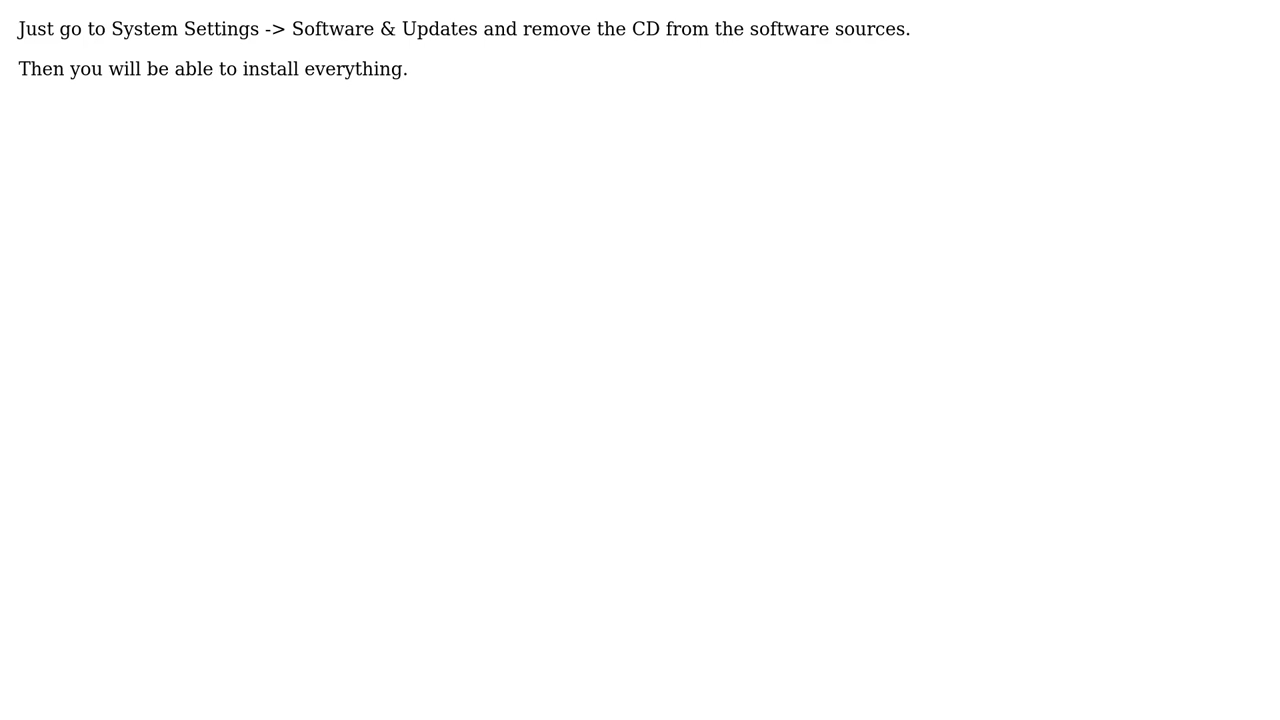 Just go to System Settings -> Software & Updates and remove the CD from the software sources.
Then you will be able to install everything.